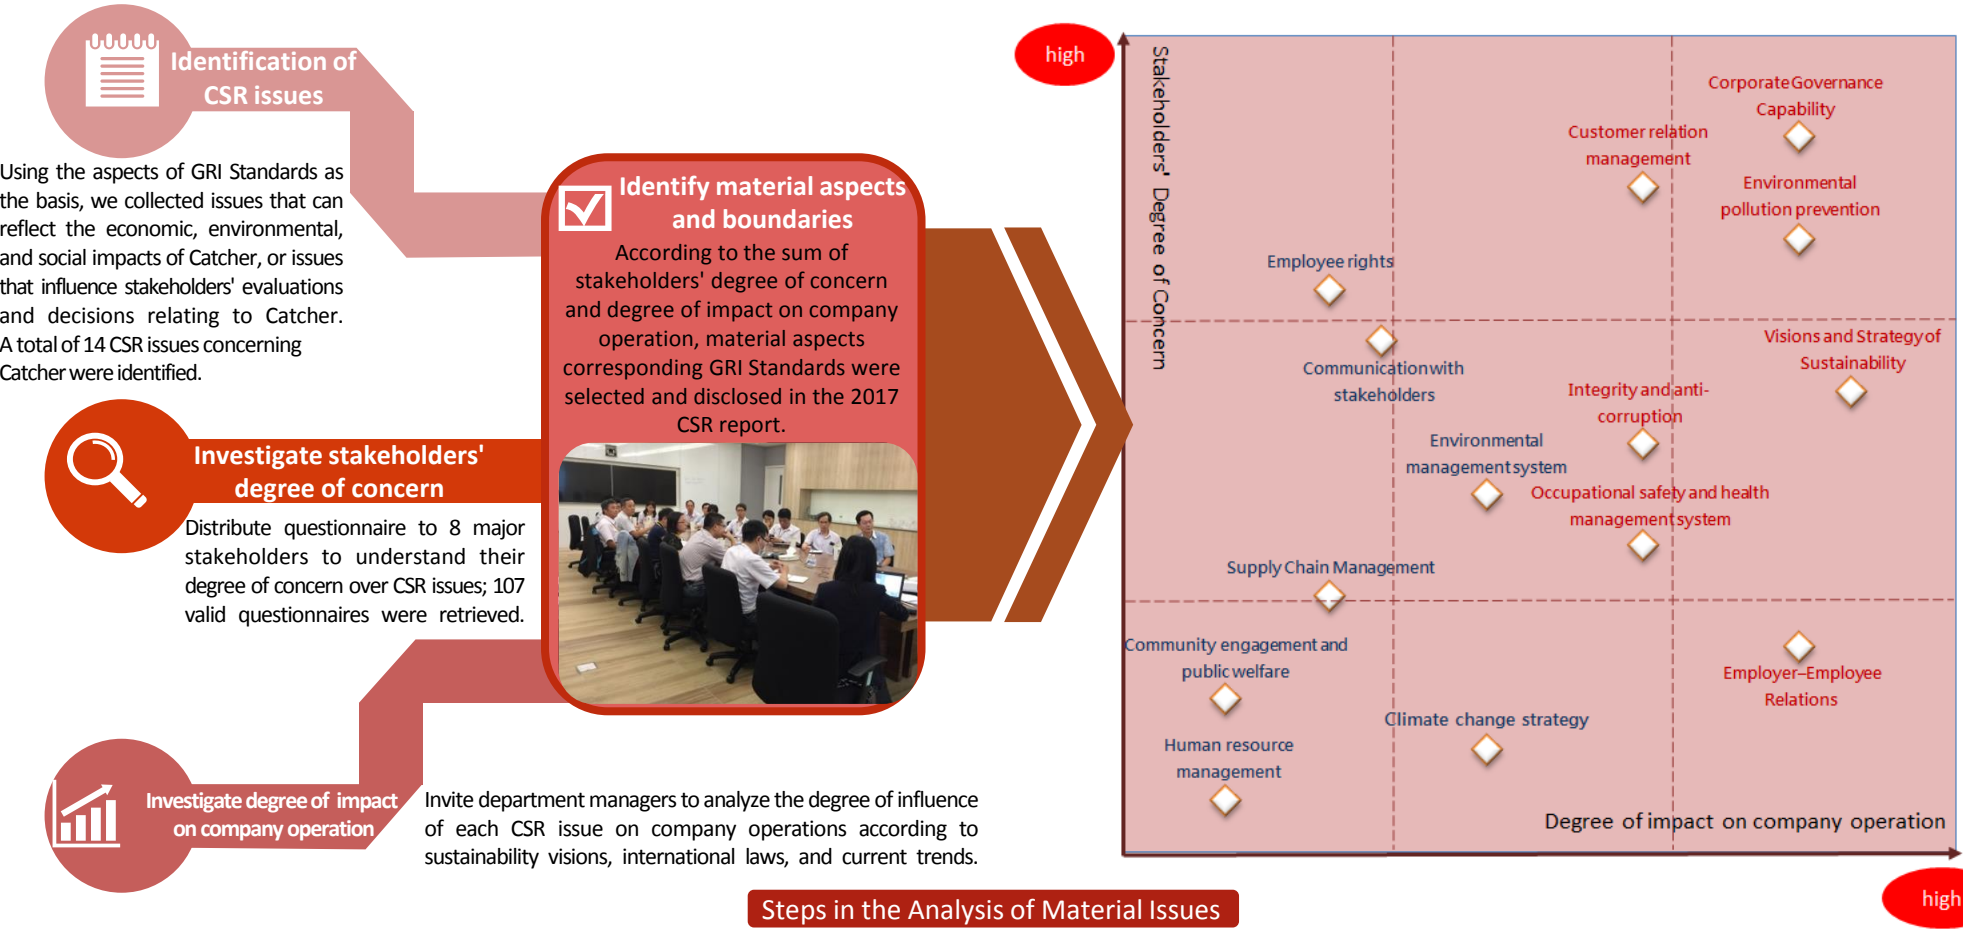 Identification of
CSR issues
Using the aspects of GRI Standards as
the basis, we collected issues that can
reflect the economic, environmental,
and social impacts of Catcher, or issues
that influence stakeholders' evaluations
and decisions relating to Catcher.
A total of 14 CSR issues concerning
Catcher were identified.
Investigate stakeholders'
degree of concern
Distribute questionnaire to 8 major
stakeholders to understand their
degree of concern over CSR issues; 107
valid questionnaires were retrieved.
Investigate degree of impact
on company operation
Invite department managers to analyze the degree of influence
of each CSR issue on company operations according to
sustainability visions, international laws, and current trends.
Identify material aspects
and boundaries
According to the sum of
stakeholders' degree of concern
and degree of impact on company
operation, material aspects
corresponding GRI Standards were
selected and disclosed in the 2017
CSR report.
high
Stakeholders' Degree of Concern
Corporate Governance
Capability
Customer relation
management
Environmental
pollution prevention
Employee rights
Communication with
stakeholders
Visions and Strategy of
Sustainability
Integrity and anti-
corruption
Environmental
management system
Occupational safety and health
management system
Supply Chain Management
Community engagement and
public welfare
Employer–Employee
Relations
Climate change strategy
Human resource
management
Degree of impact on company operation
high
Steps in the Analysis of Material Issues